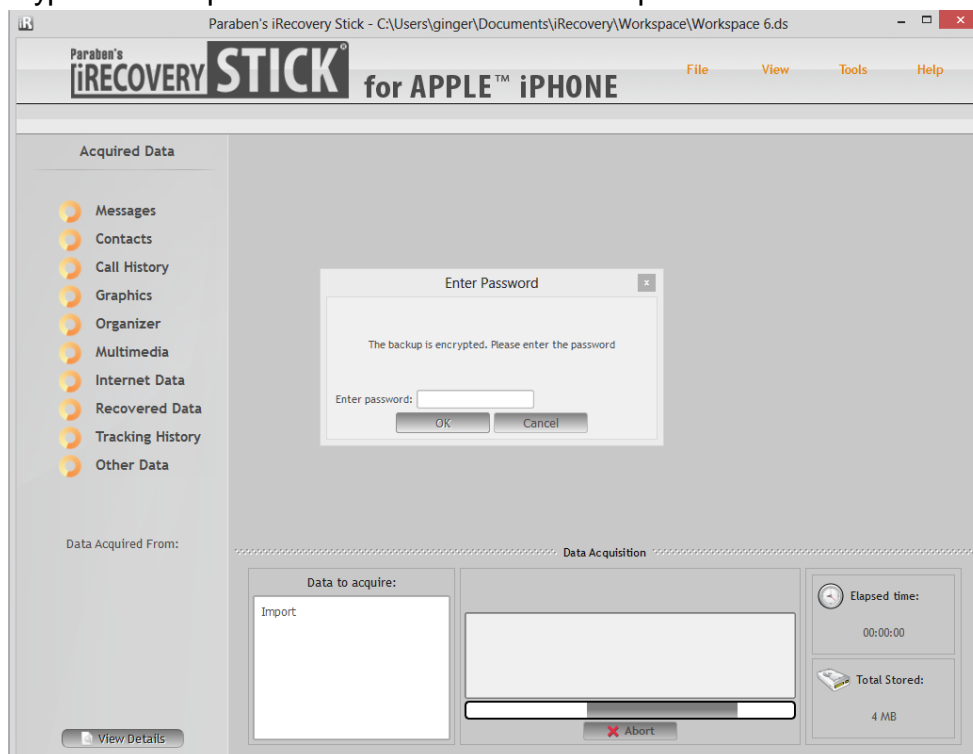 Paraben's iRecovery Stick - C:\Users\ginger\Documents\iRecovery\Workspace\Workspace 6.ds
iR
Paraben's
iRECOVERY STICK® for APPLE™ iPHONE
File View Tools Help
Acquired Data
Messages
Contacts
Call History
Graphics
Organizer
Multimedia
Internet Data
Recovered Data
Tracking History
Other Data
Data Acquired From:
View Details
Enter Password
x
The backup is encrypted. Please enter the password
Enter password:
OK Cancel
Data Acquisition
Data to acquire:
Import
Abort
Elapsed time:
00:00:00
Total Stored:
4 MB